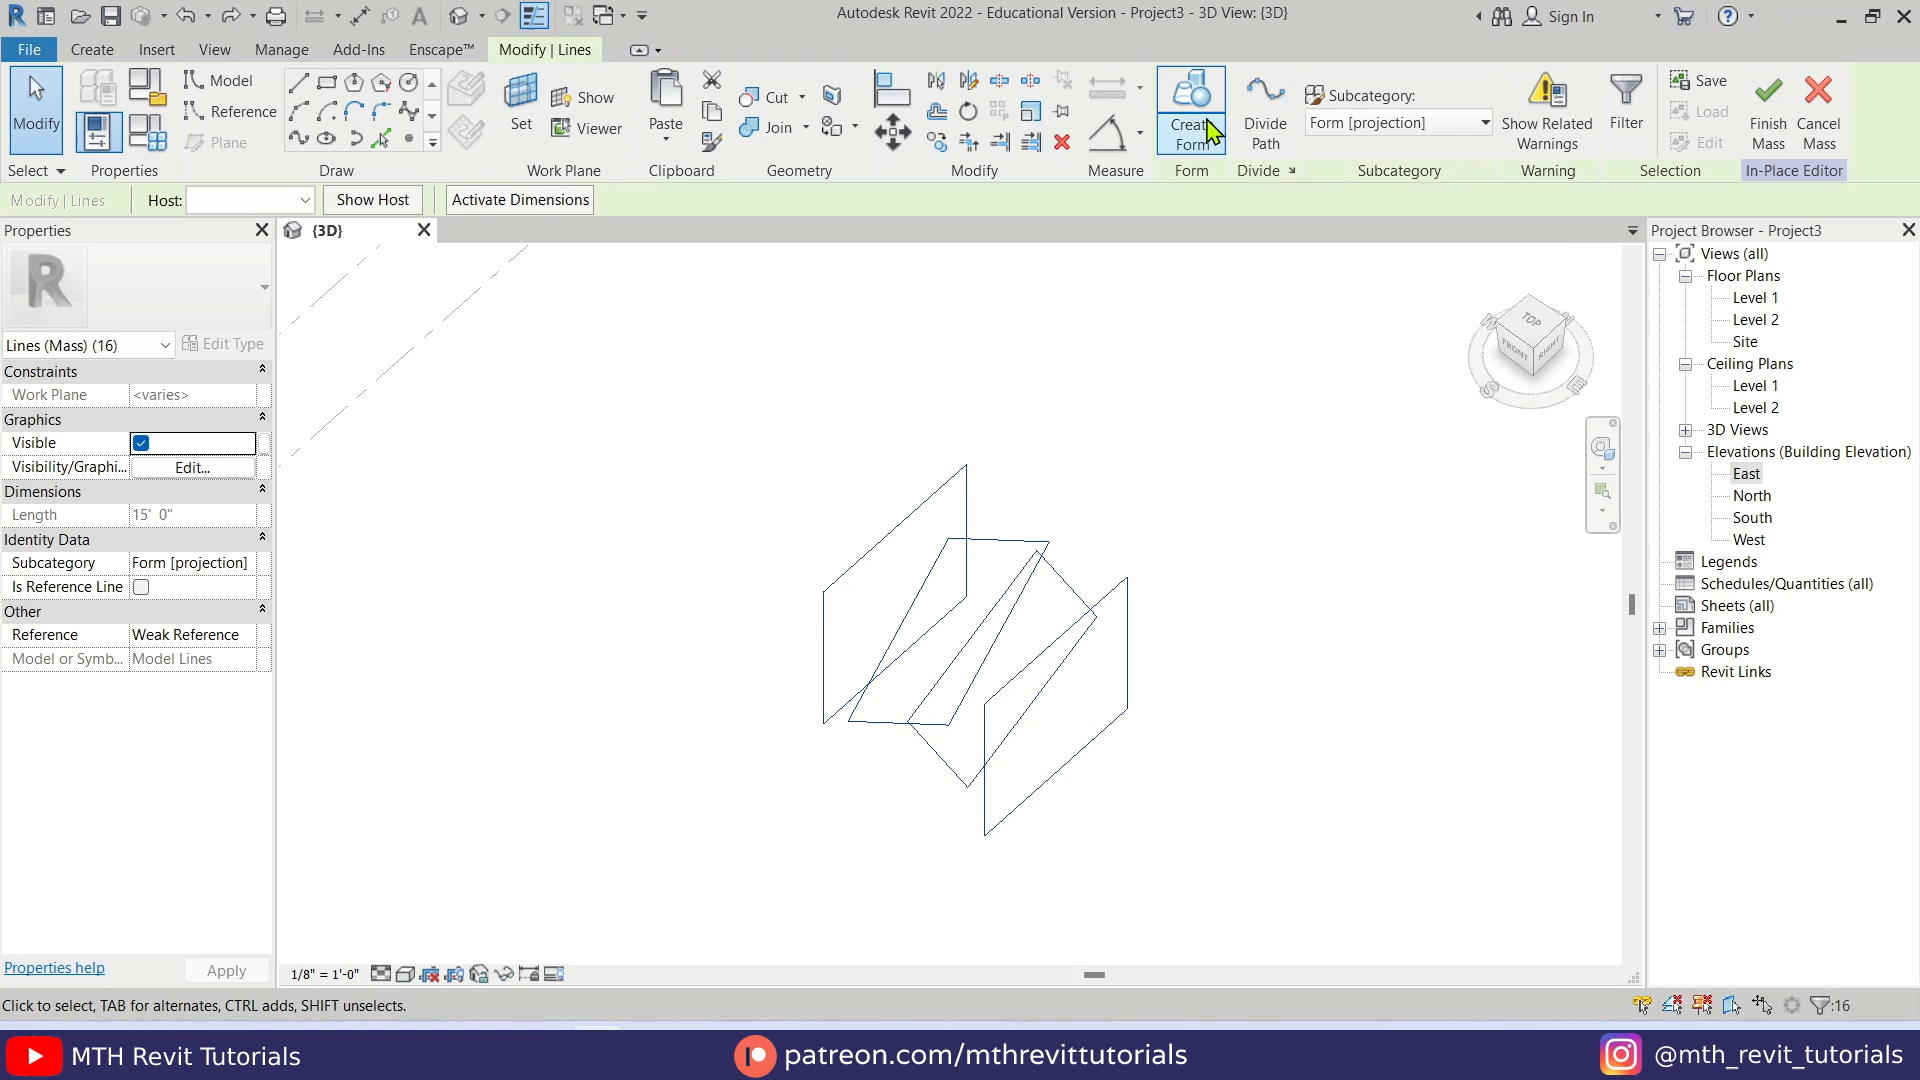 Autodesk Revit 2022 - Educational Version - Project3 - 3D View: {3D}
Sign In
File Create Insert View Manage Add-Ins Enscape™ Modify | Lines
Modify
Model
Reference
Plane
Set
Show
Viewer
Paste
Cut
Join
Create Form
Divide Path
Subcategory:
Form [projection]
Show Related Warnings
Filter
Save
Load
Edit
Finish Mass
Cancel Mass
Select Properties Draw Work Plane Clipboard Geometry Modify Measure Form Divide Subcategory Warning Selection In-Place Editor
Modify | Lines Host: Show Host Activate Dimensions
Properties
{3D}
Project Browser - Project3
R
Lines (Mass) (16) Edit Type
Constraints
Work Plane <varies>
Graphics
Visible
Visibility/Graphi... Edit...
Dimensions
Length 15' 0"
Identity Data
Subcategory Form [projection]
Is Reference Line
Other
Reference Weak Reference
Model or Symb... Model Lines
Properties help Apply
TOP
FRONT
RIGHT
Views (all)
Floor Plans
Level 1
Level 2
Site
Ceiling Plans
Level 1
Level 2
3D Views
Elevations (Building Elevation)
East
North
South
West
Legends
Schedules/Quantities (all)
Sheets (all)
Families
Groups
Revit Links
1/8" = 1'-0"
Click to select, TAB for alternates, CTRL adds, SHIFT unselects.
:16
MTH Revit Tutorials
patreon.com/mthrevittutorials
@mth_revit_tutorials